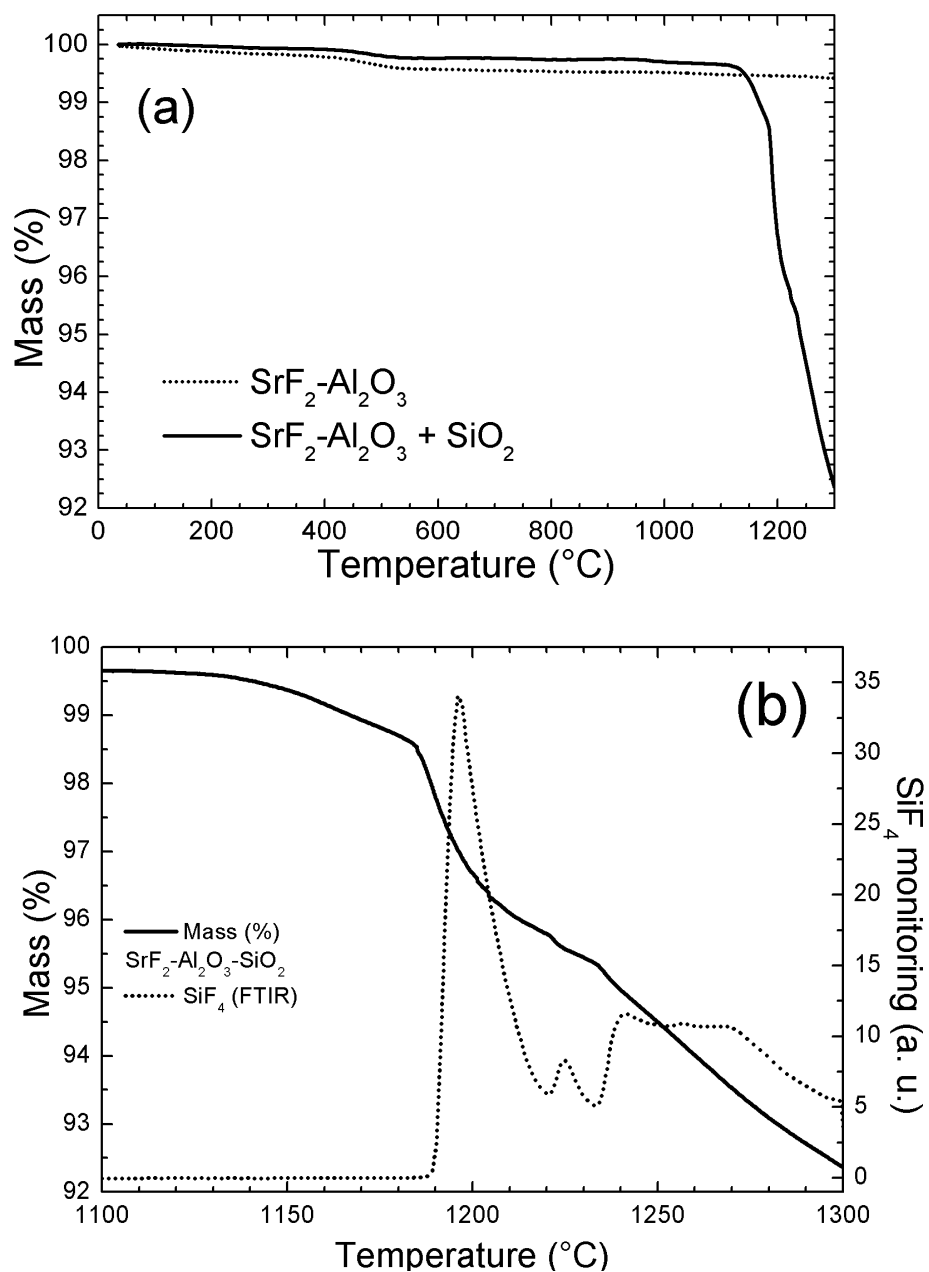 100
(a)
99
98
97
96
95
94
93
92
Mass (%)
SrF₂-Al₂O₃
SrF₂-Al₂O₃ + SiO₂
0 200 400 600 800 1000 1200
Temperature (°C)
100
99
98
97
96
95
94
93
92
Mass (%)
(b)
Mass (%)
SrF₂-Al₂O₃-SiO₂
SiF₄ (FTIR)
35
30
25
20
15
10
5
0
SiF₄ monitoring (a. u.)
1100 1150 1200 1250 1300
Temperature (°C)